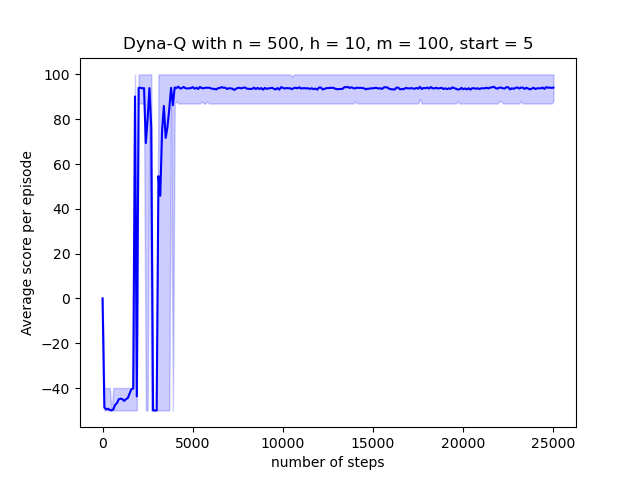 Dyna-Q with n = 500, h = 10, m = 100, start = 5
Average score per episode
100
80
60
40
20
0
−20
−40
0 5000 10000 15000 20000 25000
number of steps